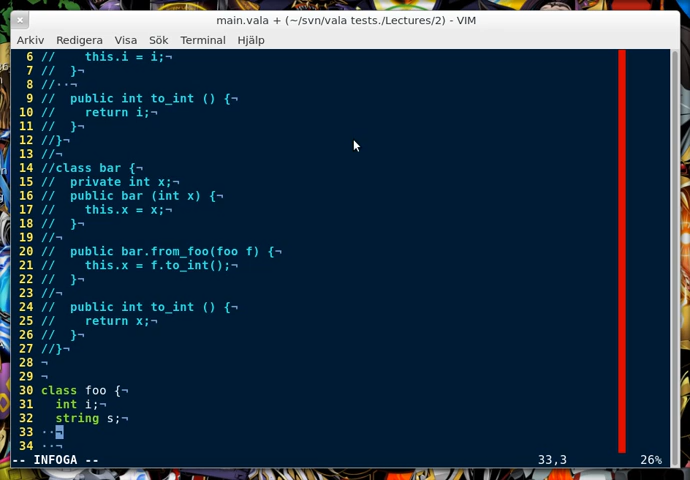 main.vala + (~/svn/vala tests./Lectures/2) - VIM
Arkiv Redigera Visa Sök Terminal Hjälp
6 //    this.i = i;¬
7 //  }¬
8 //··¬
9 //  public int to_int () {¬
10 //    return i;¬
11 //  }¬
12 //}¬
13 //¬
14 //class bar {¬
15 //  private int x;¬
16 //  public bar (int x) {¬
17 //    this.x = x;¬
18 //  }¬
19 //¬
20 //  public bar.from_foo(foo f) {¬
21 //    this.x = f.to_int();¬
22 //  }¬
23 //¬
24 //  public int to_int () {¬
25 //    return x;¬
26 //  }¬
27 //}¬
28 ¬
29 ¬
30 class foo {¬
31   int i;¬
32   string s;¬
33 ··¬
34 ··¬
-- INFOGA -- 33,3 26%